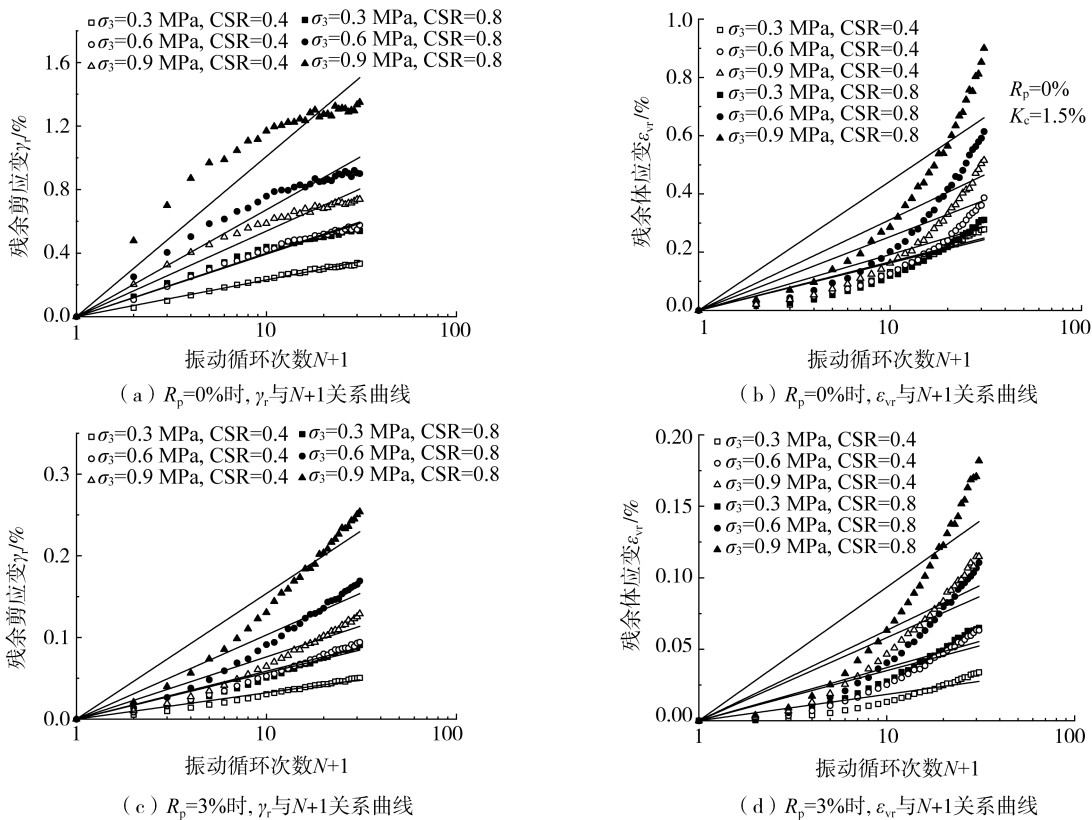 σ₃=0.3 MPa, CSR=0.4 σ₃=0.3 MPa, CSR=0.8
σ₃=0.6 MPa, CSR=0.4 σ₃=0.6 MPa, CSR=0.8
σ₃=0.9 MPa, CSR=0.4 σ₃=0.9 MPa, CSR=0.8
1.6
1.2
0.8
0.4
0.0
残余剪应变γr/%
1 10 100
振动循环次数N+1
(a) Rp=0%时, γr与N+1关系曲线
σ₃=0.3 MPa, CSR=0.4
σ₃=0.6 MPa, CSR=0.4
σ₃=0.9 MPa, CSR=0.4
σ₃=0.3 MPa, CSR=0.8
σ₃=0.6 MPa, CSR=0.8
σ₃=0.9 MPa, CSR=0.8
Rp=0%
Kc=1.5%
1.0
0.8
0.6
0.4
0.2
0.0
残余体应变εvr/%
1 10 100
振动循环次数N+1
(b) Rp=0%时, εvr与N+1关系曲线
σ₃=0.3 MPa, CSR=0.4 σ₃=0.3 MPa, CSR=0.8
σ₃=0.6 MPa, CSR=0.4 σ₃=0.6 MPa, CSR=0.8
σ₃=0.9 MPa, CSR=0.4 σ₃=0.9 MPa, CSR=0.8
0.3
0.2
0.1
0.0
残余剪应变γr/%
1 10 100
振动循环次数N+1
(c) Rp=3%时, γr与N+1关系曲线
σ₃=0.3 MPa, CSR=0.4
σ₃=0.6 MPa, CSR=0.4
σ₃=0.9 MPa, CSR=0.4
σ₃=0.3 MPa, CSR=0.8
σ₃=0.6 MPa, CSR=0.8
σ₃=0.9 MPa, CSR=0.8
0.20
0.15
0.10
0.05
0.00
残余体应变εvr/%
1 10 100
振动循环次数N+1
(d) Rp=3%时, εvr与N+1关系曲线